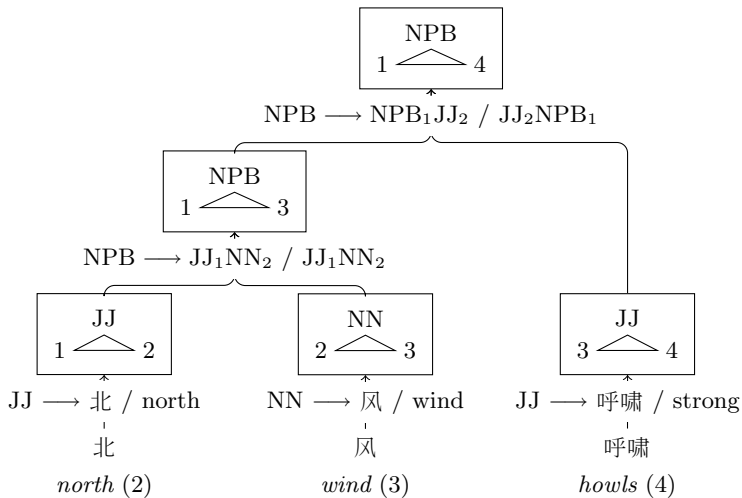 NPB
1 4
NPB ⟶ NPB₁JJ₂ / JJ₂NPB₁
NPB
1 3
NPB ⟶ JJ₁NN₂ / JJ₁NN₂
JJ NN JJ
1 2 2 3 3 4
JJ ⟶ 北 / north NN ⟶ 风 / wind JJ ⟶ 呼啸 / strong
北 风 呼啸
north (2) wind (3) howls (4)